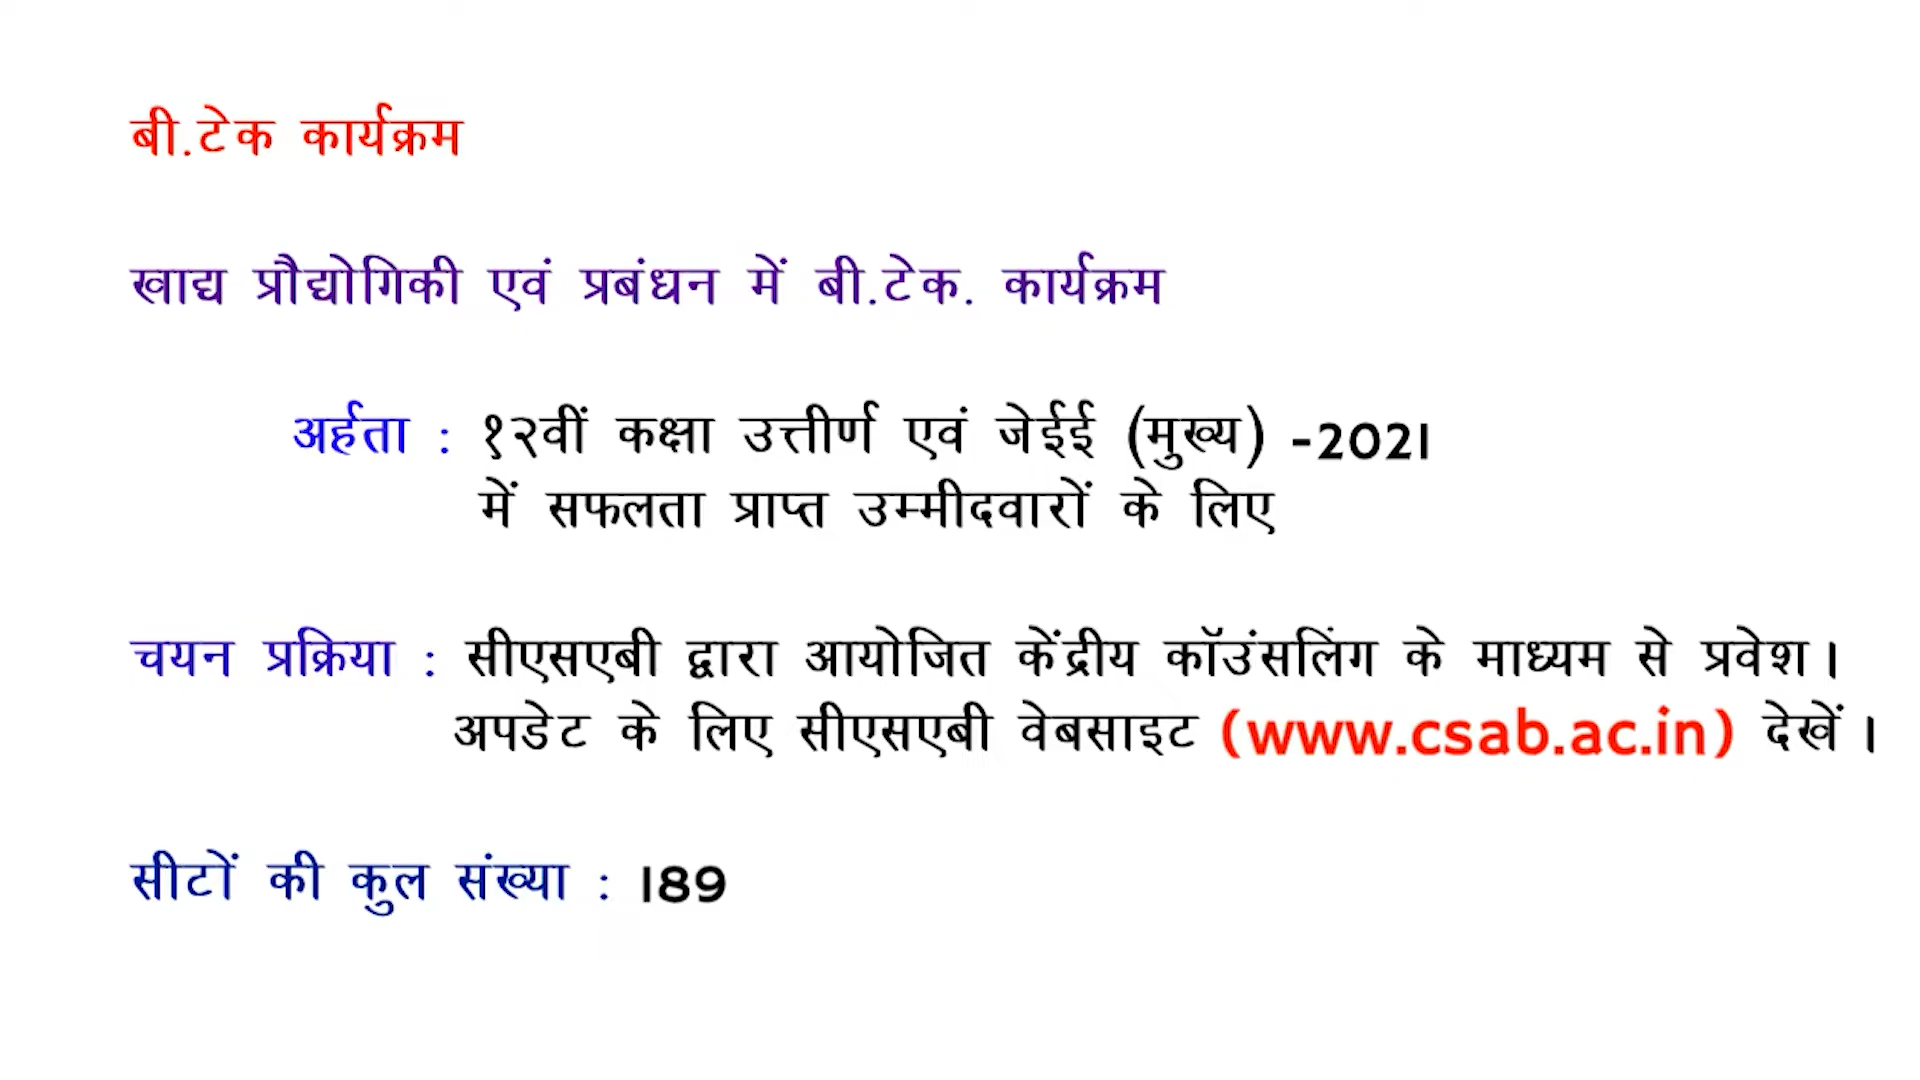 बी.टेक कार्यक्रम
खाद्य प्रौद्योगिकी एवं प्रबंधन में बी.टेक. कार्यक्रम
अर्हता : १२वीं कक्षा उत्तीर्ण एवं जेईई (मुख्य) -2021
में सफलता प्राप्त उम्मीदवारों के लिए
चयन प्रक्रिया : सीएसएबी द्वारा आयोजित केंद्रीय कॉउंसलिंग के माध्यम से प्रवेश।
अपडेट के लिए सीएसएबी वेबसाइट (www.csab.ac.in) देखें ।
सीटों की कुल संख्या : 189